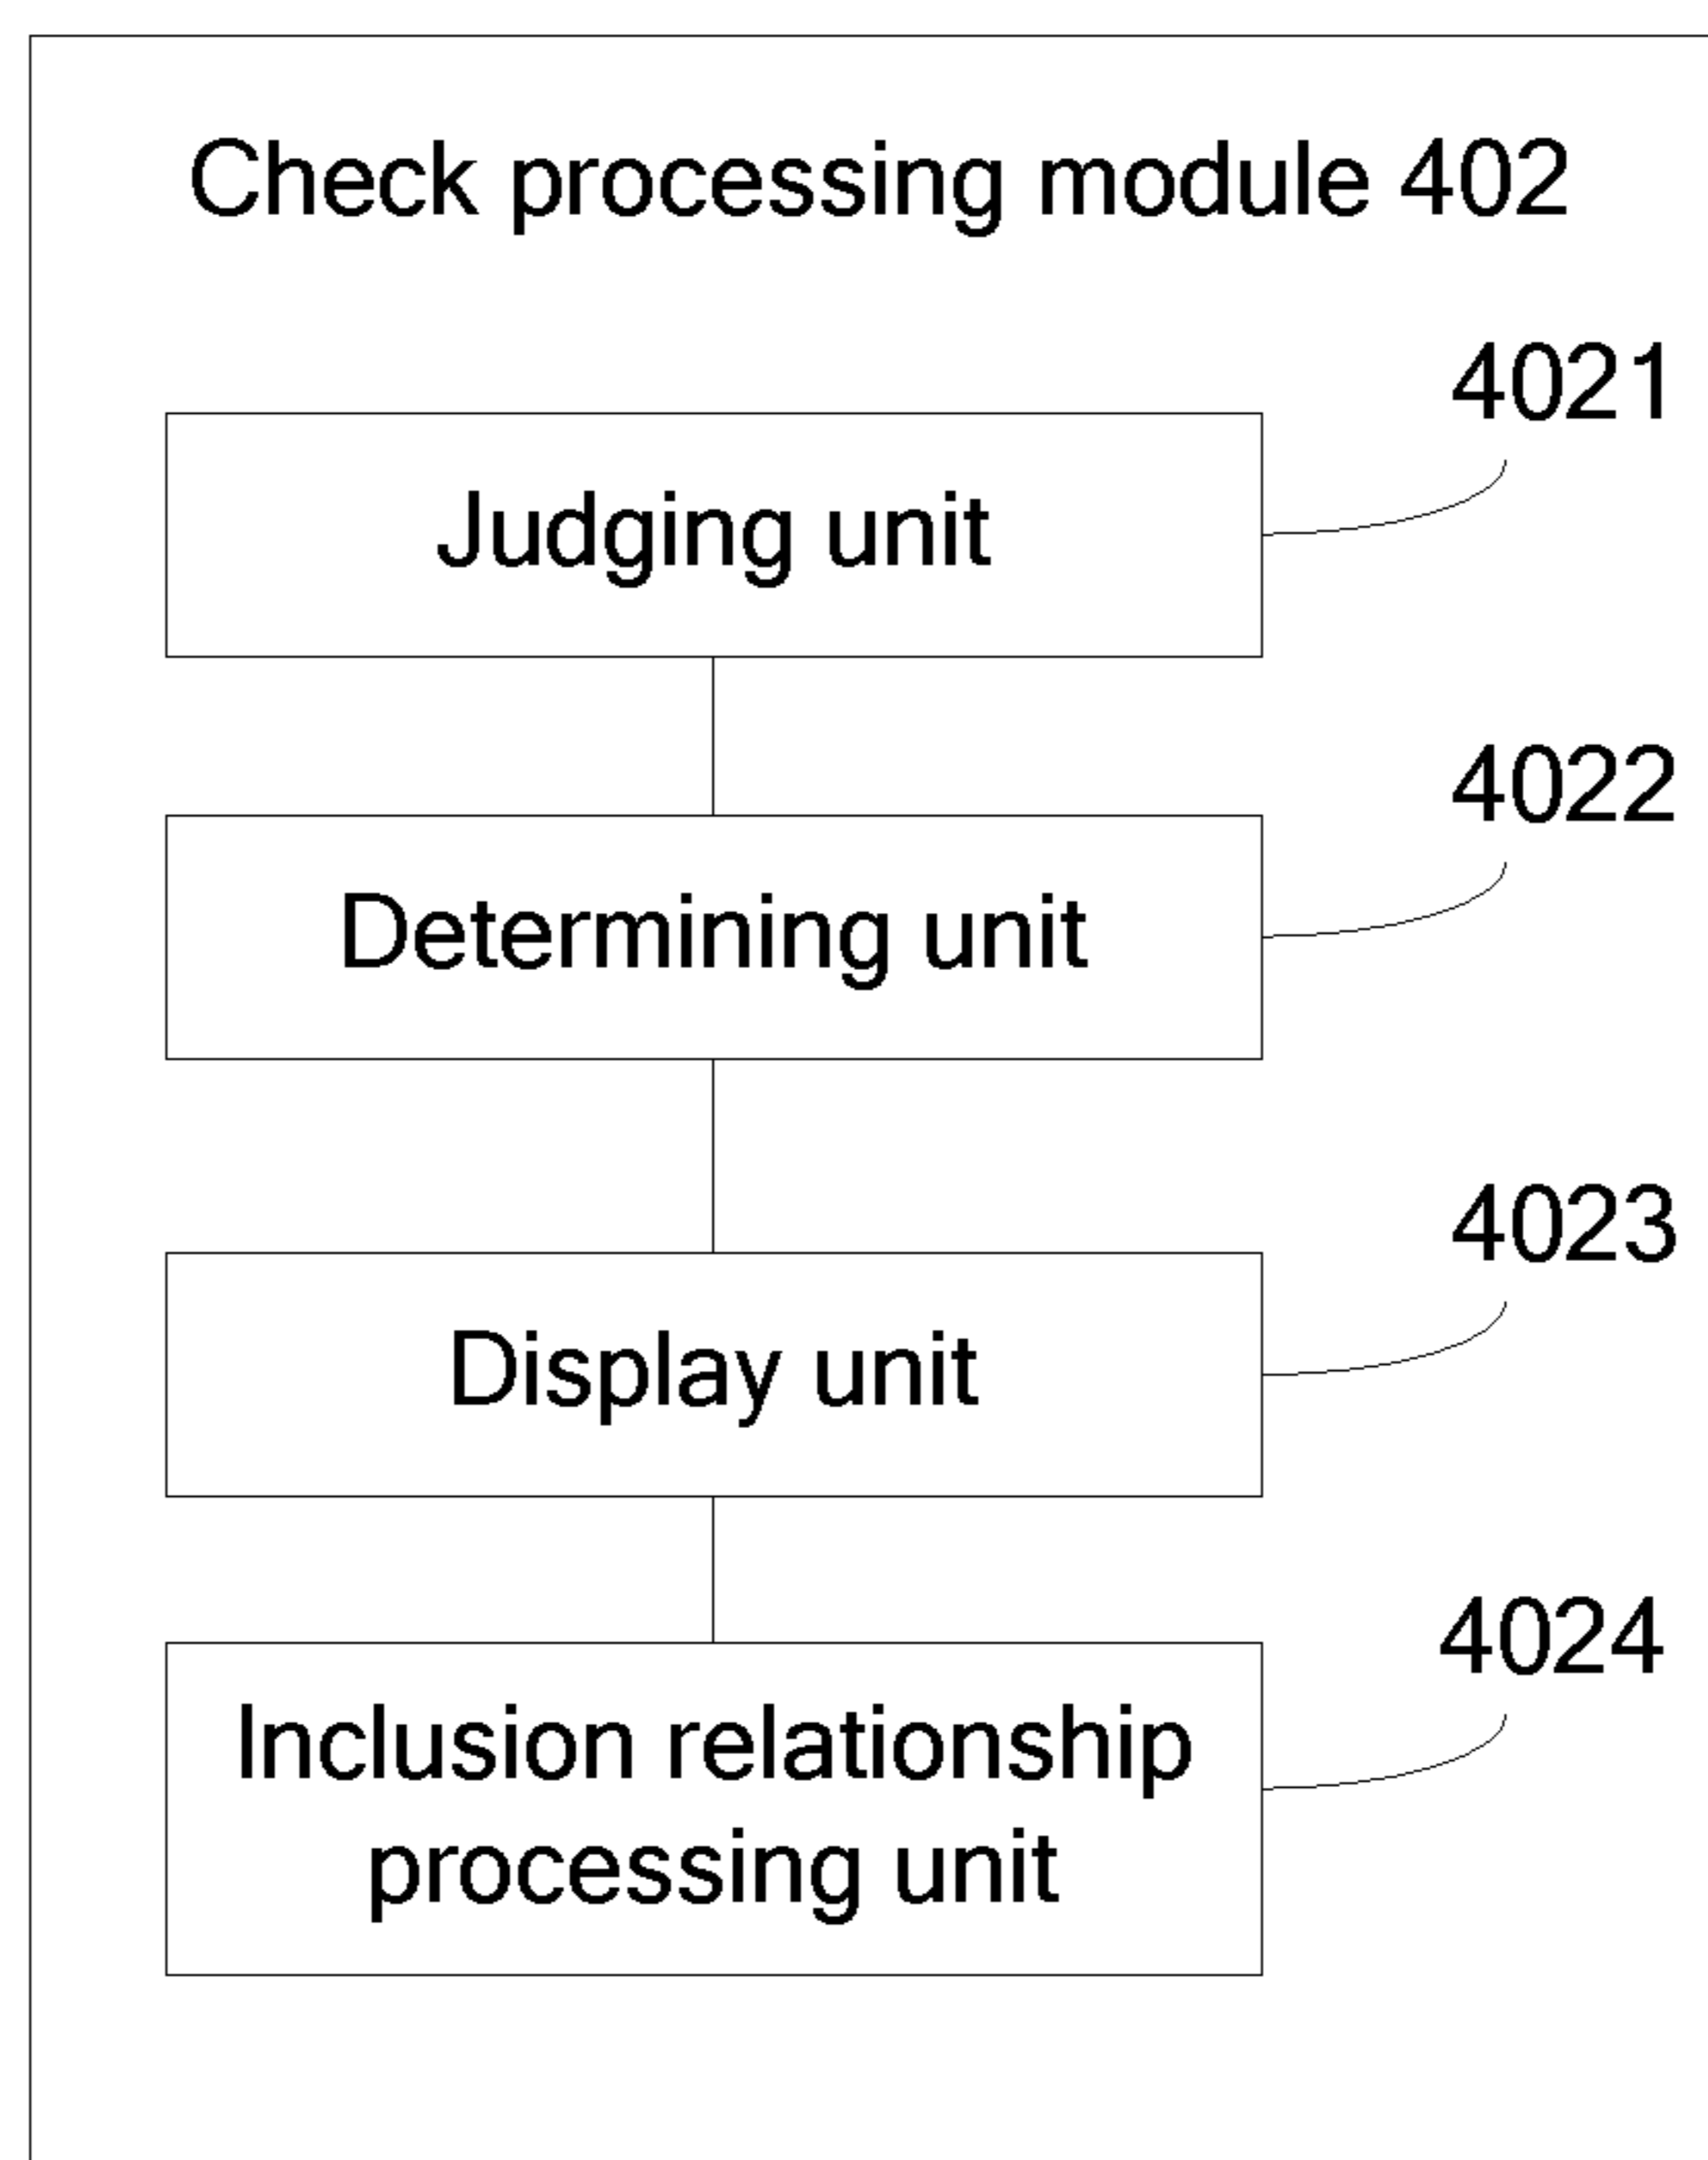 Check processing module 402
4021
Judging unit
4022
Determining unit
4023
Display unit
4024
Inclusion relationship
processing unit